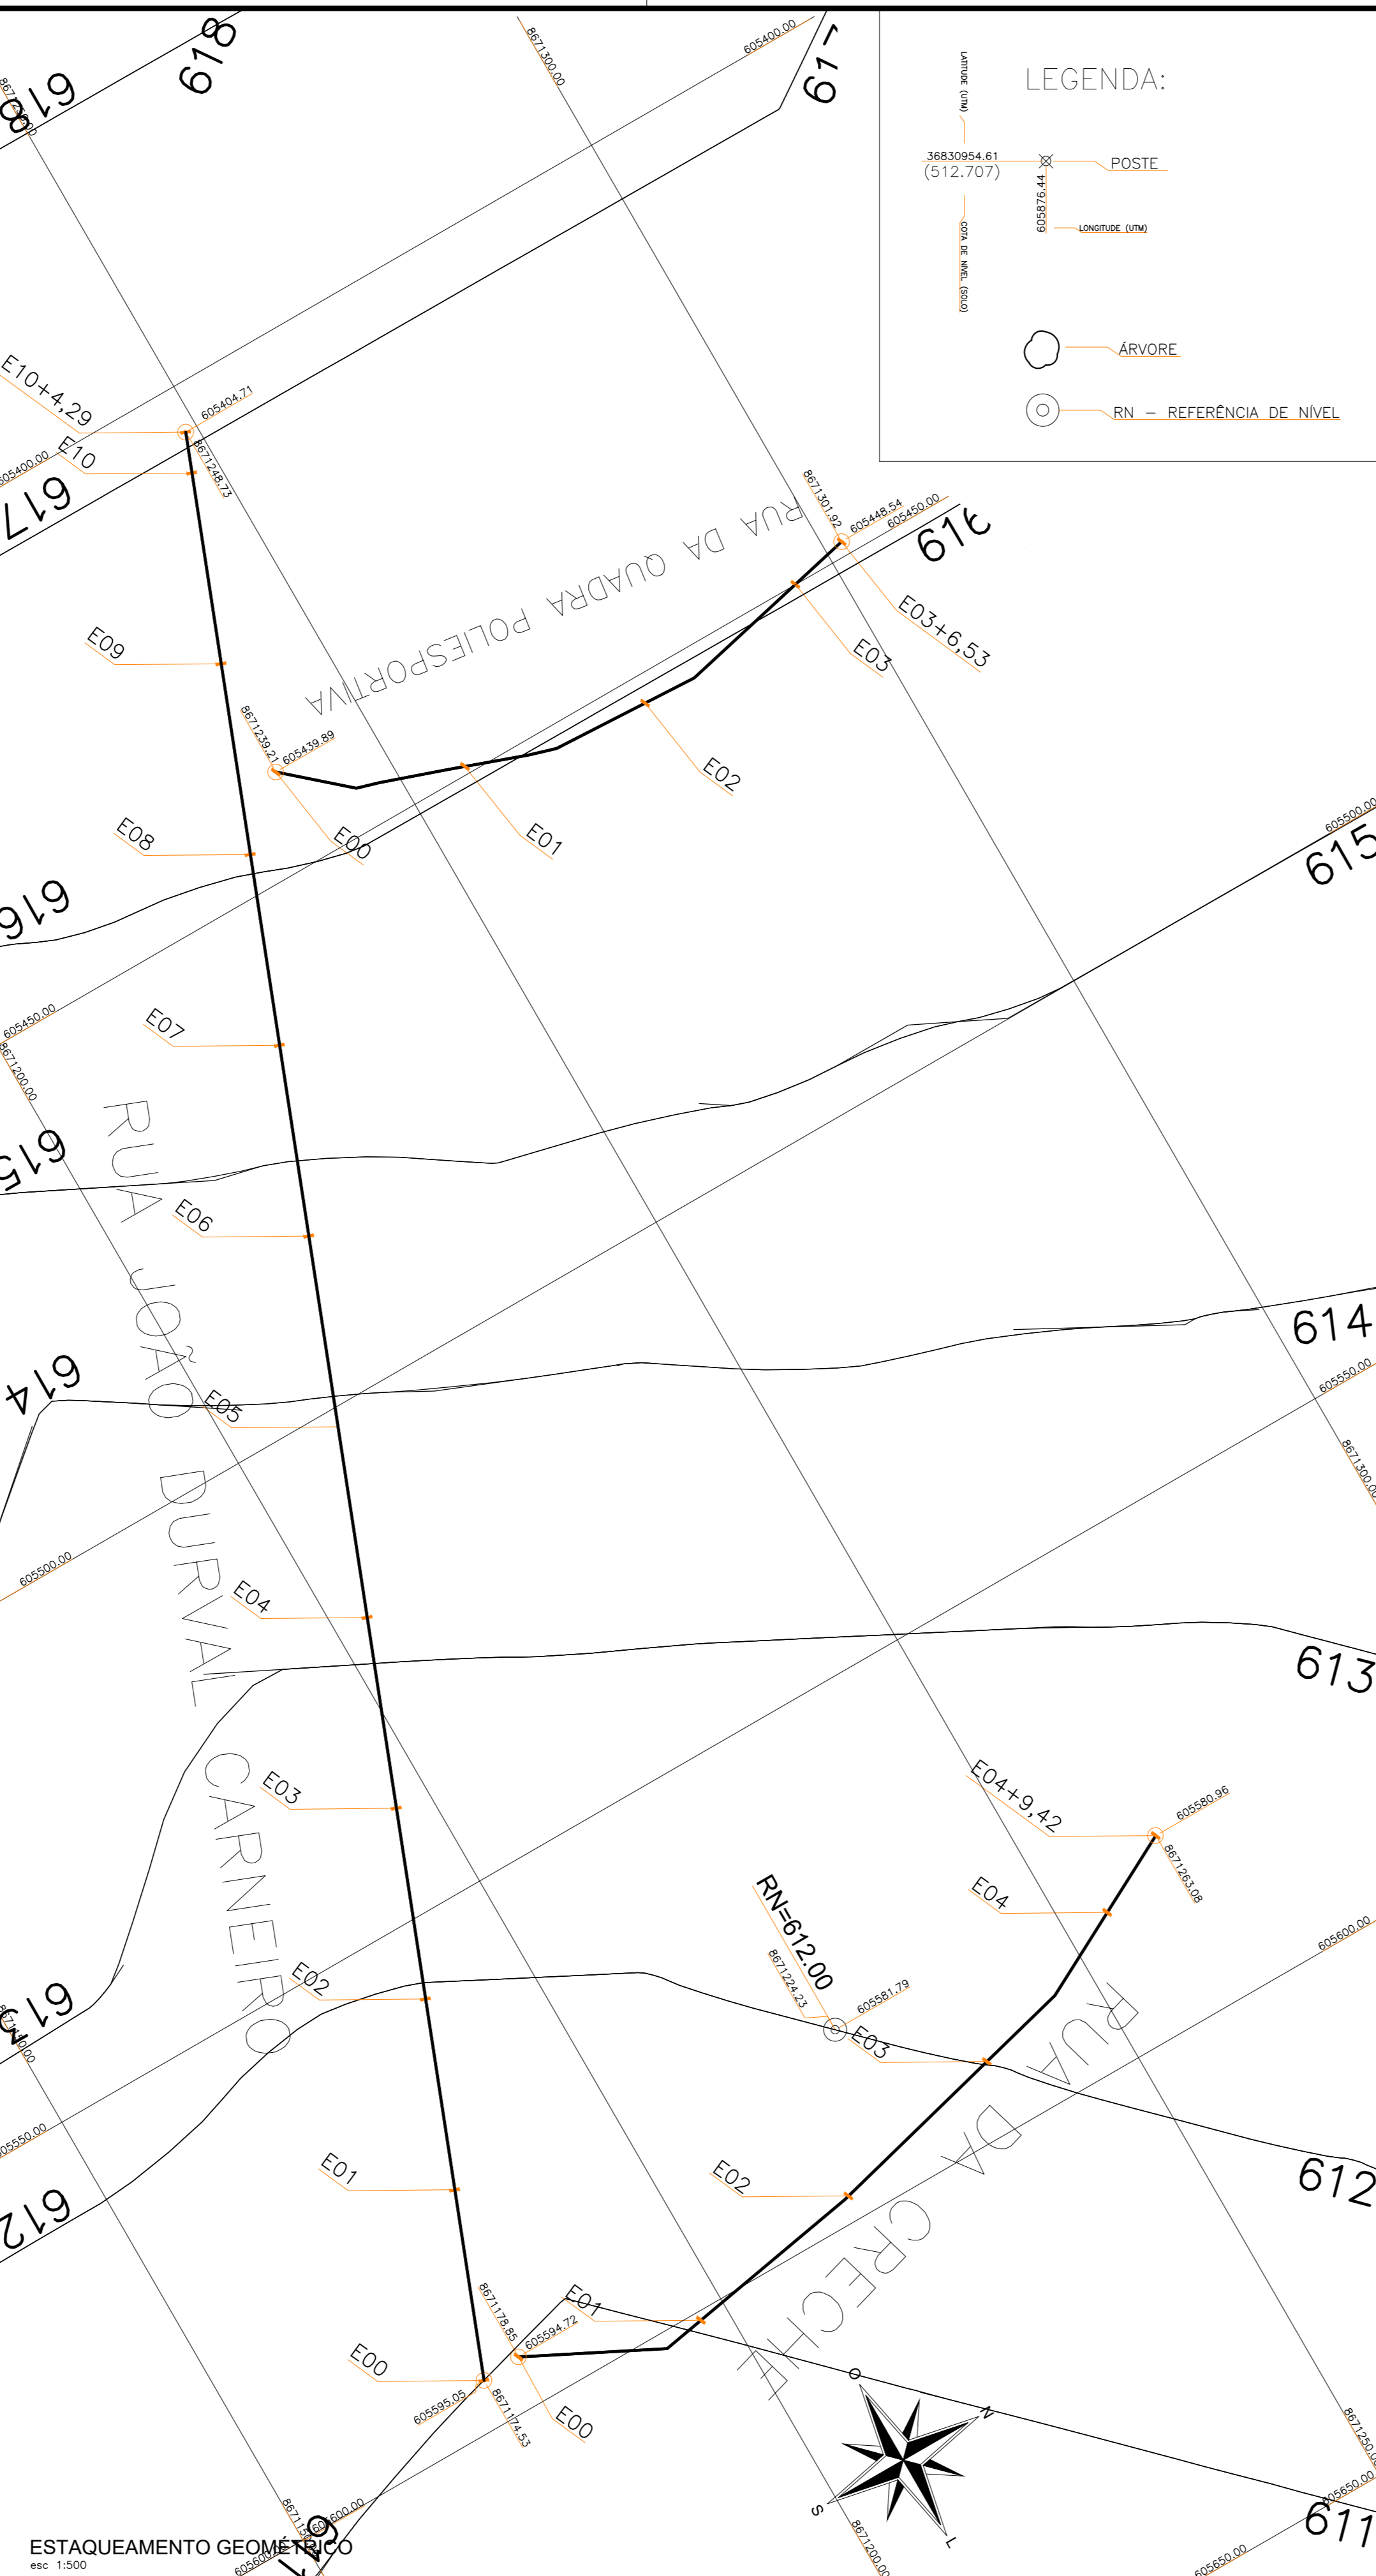 618
618
8671300.00
605400.00
LEGENDA:
LATITUDE (UTM)
36830954.61
(512.707)
605876.44
POSTE
LONGITUDE (UTM)
COTA DE NÍVEL (SOLO)
ÁRVORE
RN – REFERÊNCIA DE NÍVEL
E10+4,29
E10
605404.71
8671248.73
605400.00
617
RUA DA QUADRA POLIESPORTIVA
8671301.92
605448.54
605450.00
E03+6,53
E03
E09
8671239.21
605439.89
E02
E01
E00
E08
616
605500.00
615
605450.00
8671200.00
E07
615
RUA JOÃO DURVAL CARNEIRO
E06
614
614
E05
605550.00
8671300.00
605500.00
E04
613
E03
E04+9,42
605580.96
8671263.08
E04
RN=612.00
8671224.23
605581.79
E03
605600.00
E02
RUA DA CRECHE
E01
E02
612
612
8671178.85
605594.72
E01
E00
605595.05
8671174.53
E00
O
N
S
L
8671250.00
605650.00
611
8671200.00
605650.00
605600.00
ESTAQUEAMENTO GEOMÉTRICO
esc 1:500